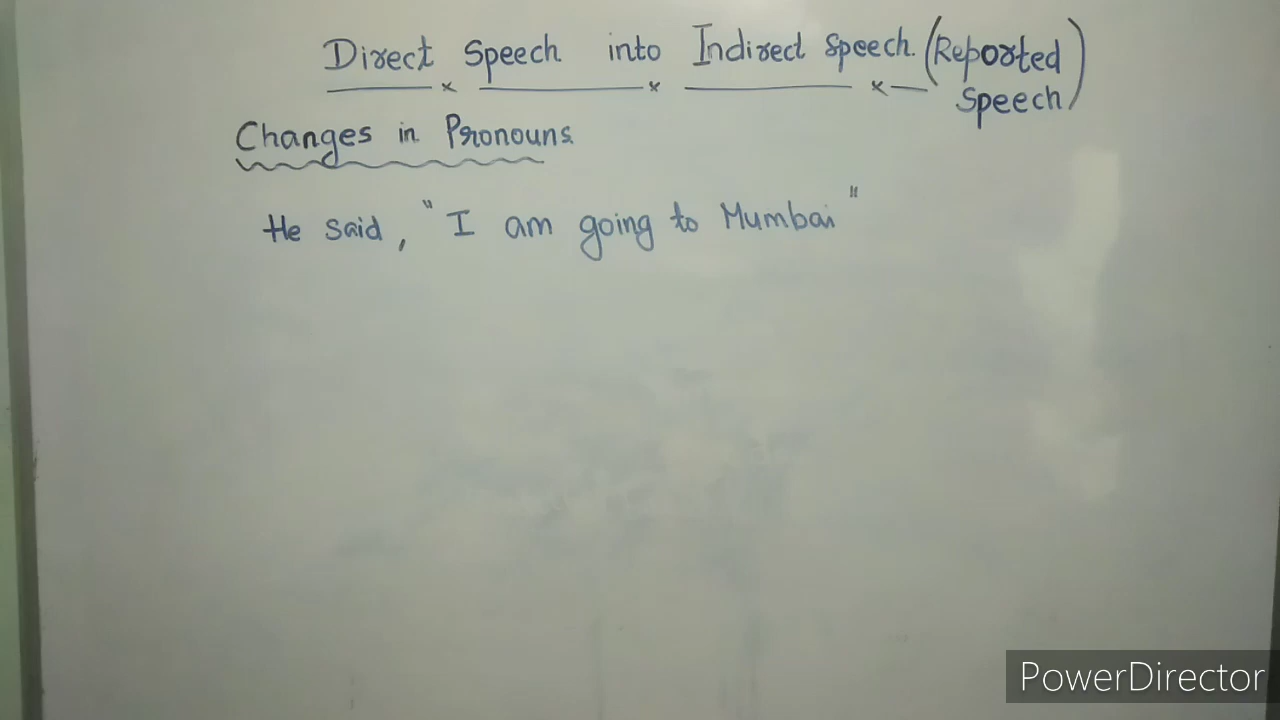 Direct Speech into Indirect Speech. (Reported Speech)
Changes in Pronouns.
He said, "I am going to Mumbai"
PowerDirector